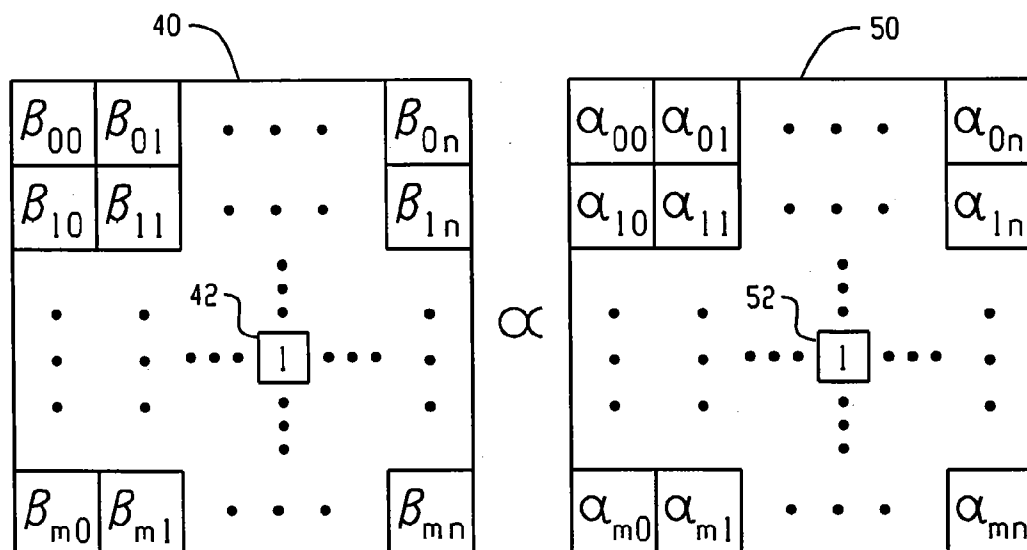 40 50
β00 β01 ... β0n α00 α01 ... α0n
β10 β11 ... β1n α10 α11 ... α1n
42 52
... 1 ... ∝ ... 1 ...
βm0 βm1 ... βmn αm0 αm1 ... αmn